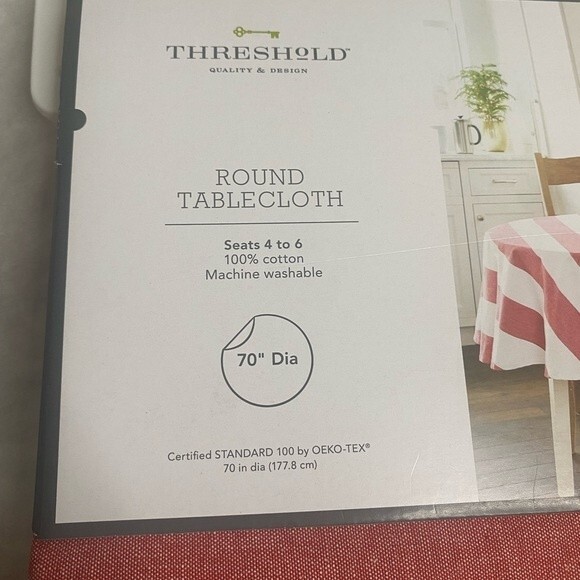 THRESHOLD™
QUALITY & DESIGN
ROUND
TABLECLOTH
Seats 4 to 6
100% cotton
Machine washable
70" Dia
Certified STANDARD 100 by OEKO-TEX®
70 in dia (177.8 cm)